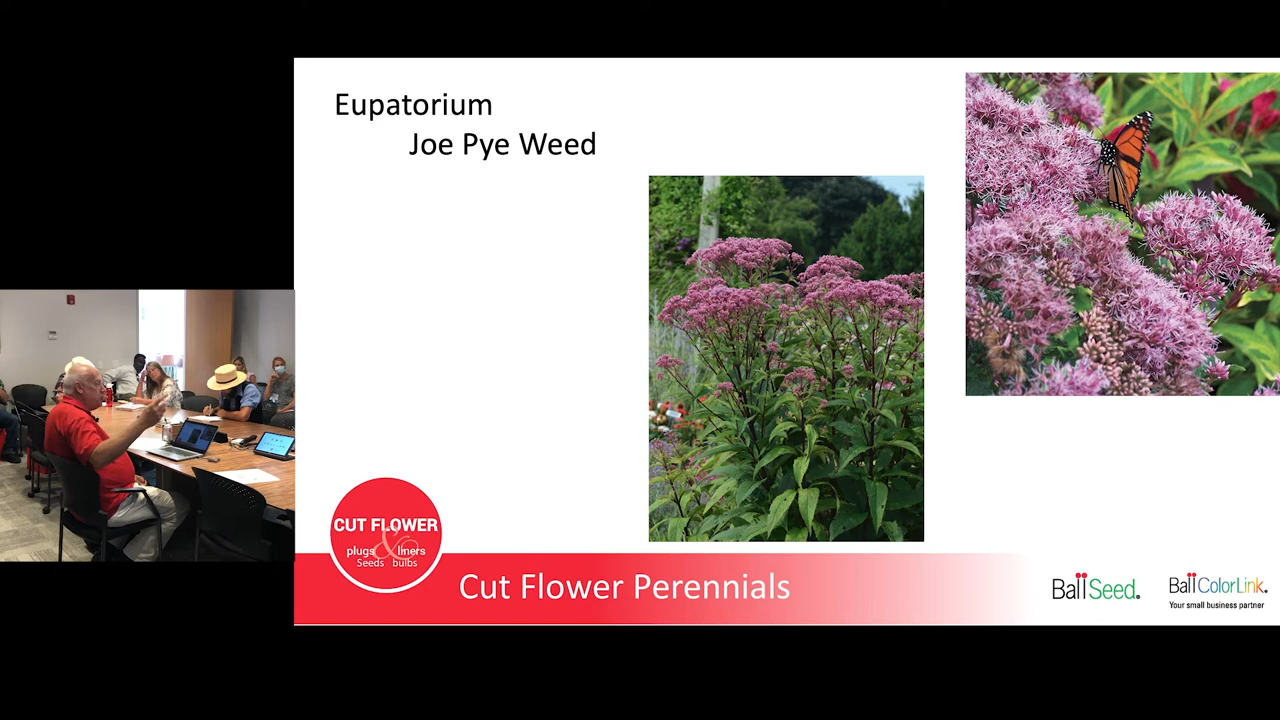 Eupatorium
Joe Pye Weed
CUT FLOWER
&
plugs liners
Seeds bulbs
Cut Flower Perennials
Ball Seed.
Ball ColorLink.
Your small business partner